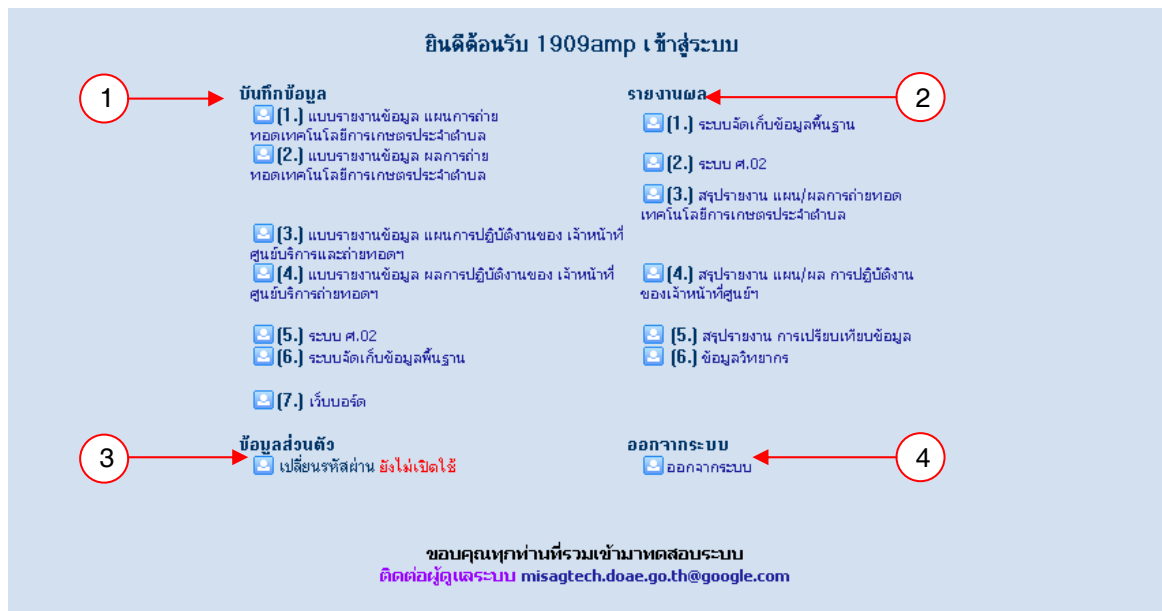 ยินดีต้อนรับ 1909amp เข้าสู่ระบบ
1
บันทึกข้อมูล
(1.) แบบรายงานข้อมูล แผนการถ่าย
ทอดเทคโนโลยีการเกษตรประจำตำบล
(2.) แบบรายงานข้อมูล ผลการถ่าย
ทอดเทคโนโลยีการเกษตรประจำตำบล
(3.) แบบรายงานข้อมูล แผนการปฏิบัติงานของ เจ้าหน้าที่
ศูนย์บริการและถ่ายทอดฯ
(4.) แบบรายงานข้อมูล ผลการปฏิบัติงานของ เจ้าหน้าที่
ศูนย์บริการถ่ายทอดฯ
(5.) ระบบ ศ.02
(6.) ระบบจัดเก็บข้อมูลพื้นฐาน
(7.) เว็บบอร์ด
รายงานผล
2
(1.) ระบบจัดเก็บข้อมูลพื้นฐาน
(2.) ระบบ ศ.02
(3.) สรุปรายงาน แผน/ผลการถ่ายทอด
เทคโนโลยีการเกษตรประจำตำบล
(4.) สรุปรายงาน แผน/ผล การปฏิบัติงาน
ของเจ้าหน้าที่ศูนย์ฯ
(5.) สรุปรายงาน การเปรียบเทียบข้อมูล
(6.) ข้อมูลวิทยากร
3
ข้อมูลส่วนตัว
เปลี่ยนรหัสผ่าน ยังไม่เปิดใช้
ออกจากระบบ
4
ออกจากระบบ
ขอบคุณทุกท่านที่รวมเข้ามาทดสอบระบบ
ติดต่อผู้ดูแลระบบ misagtech.doae.go.th@google.com